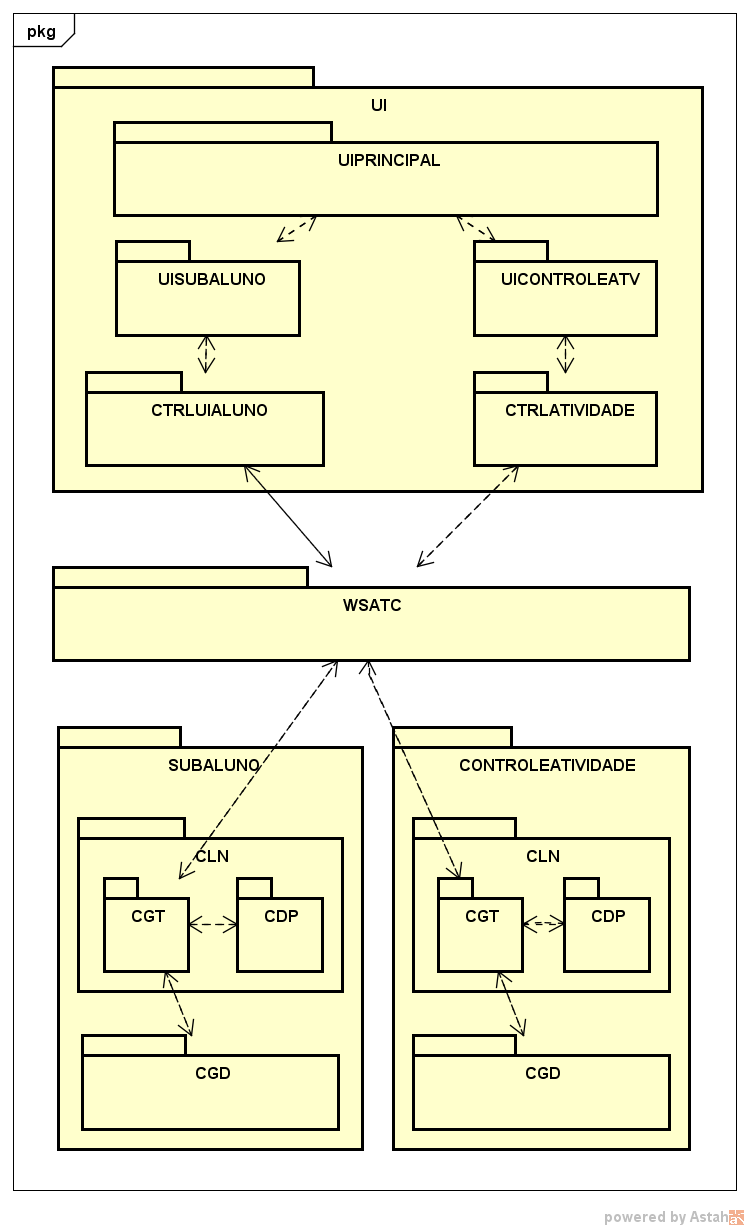 pkg
UI
UIPRINCIPAL
UISUBALUNO
UICONTROLEATV
CTRLUIALUNO
CTRLATIVIDADE
WSATC
SUBALUNO
CONTROLEATIVIDADE
CLN
CLN
CGT
CDP
CGT
CDP
CGD
CGD
powered by Astah